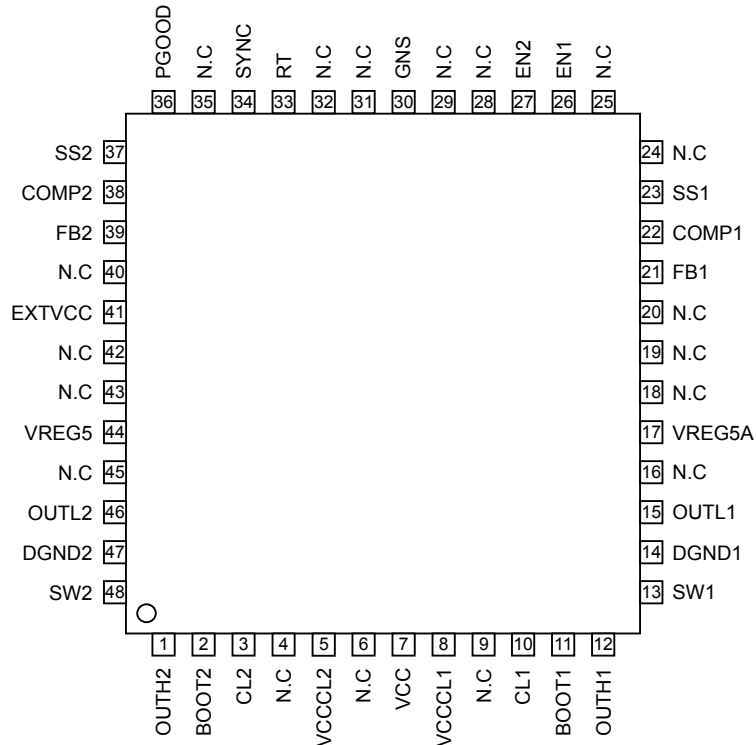 PGOOD N.C SYNC RT N.C N.C GNS N.C N.C EN2 EN1 N.C
36 35 34 33 32 31 30 29 28 27 26 25
SS2 37 24 N.C
COMP2 38 23 SS1
FB2 39 22 COMP1
N.C 40 21 FB1
EXTVCC 41 20 N.C
N.C 42 19 N.C
N.C 43 18 N.C
VREG5 44 17 VREG5A
N.C 45 16 N.C
OUTL2 46 15 OUTL1
DGND2 47 14 DGND1
SW2 48 13 SW1
1 2 3 4 5 6 7 8 9 10 11 12
OUTH2 BOOT2 CL2 N.C VCCCL2 N.C VCC VCCCL1 N.C CL1 BOOT1 OUTH1